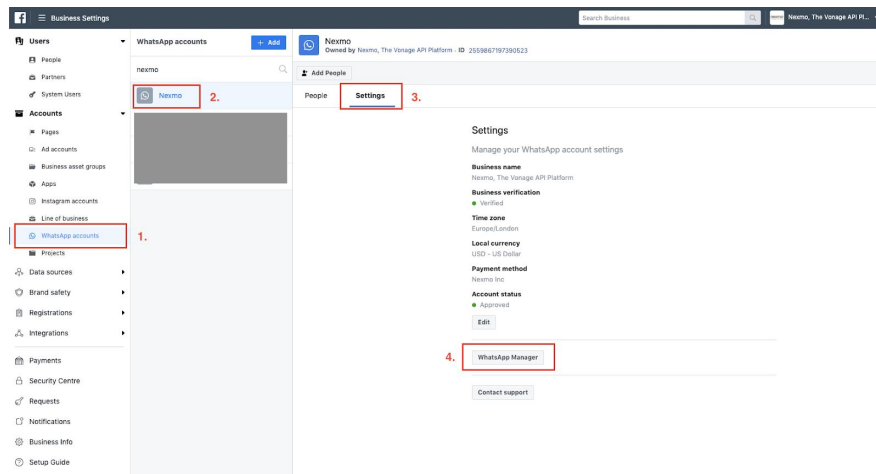 Business Settings
Search Business
Nexmo, The Vonage API Pl...
Users
People
Partners
System Users
Accounts
Pages
Ad accounts
Business asset groups
Apps
Instagram accounts
Line of business
WhatsApp accounts
1.
Projects
Data sources
Brand safety
Registrations
Integrations
Payments
Security Centre
Requests
Notifications
Business Info
Setup Guide
WhatsApp accounts
+ Add
nexmo
Nexmo
2.
Nexmo
Owned by Nexmo, The Vonage API Platform · ID 2559867197390523
Add People
People
Settings
3.
Settings
Manage your WhatsApp account settings
Business name
Nexmo, The Vonage API Platform
Business verification
Verified
Time zone
Europe/London
Local currency
USD - US Dollar
Payment method
Nexmo Inc
Account status
Approved
Edit
4.
WhatsApp Manager
Contact support